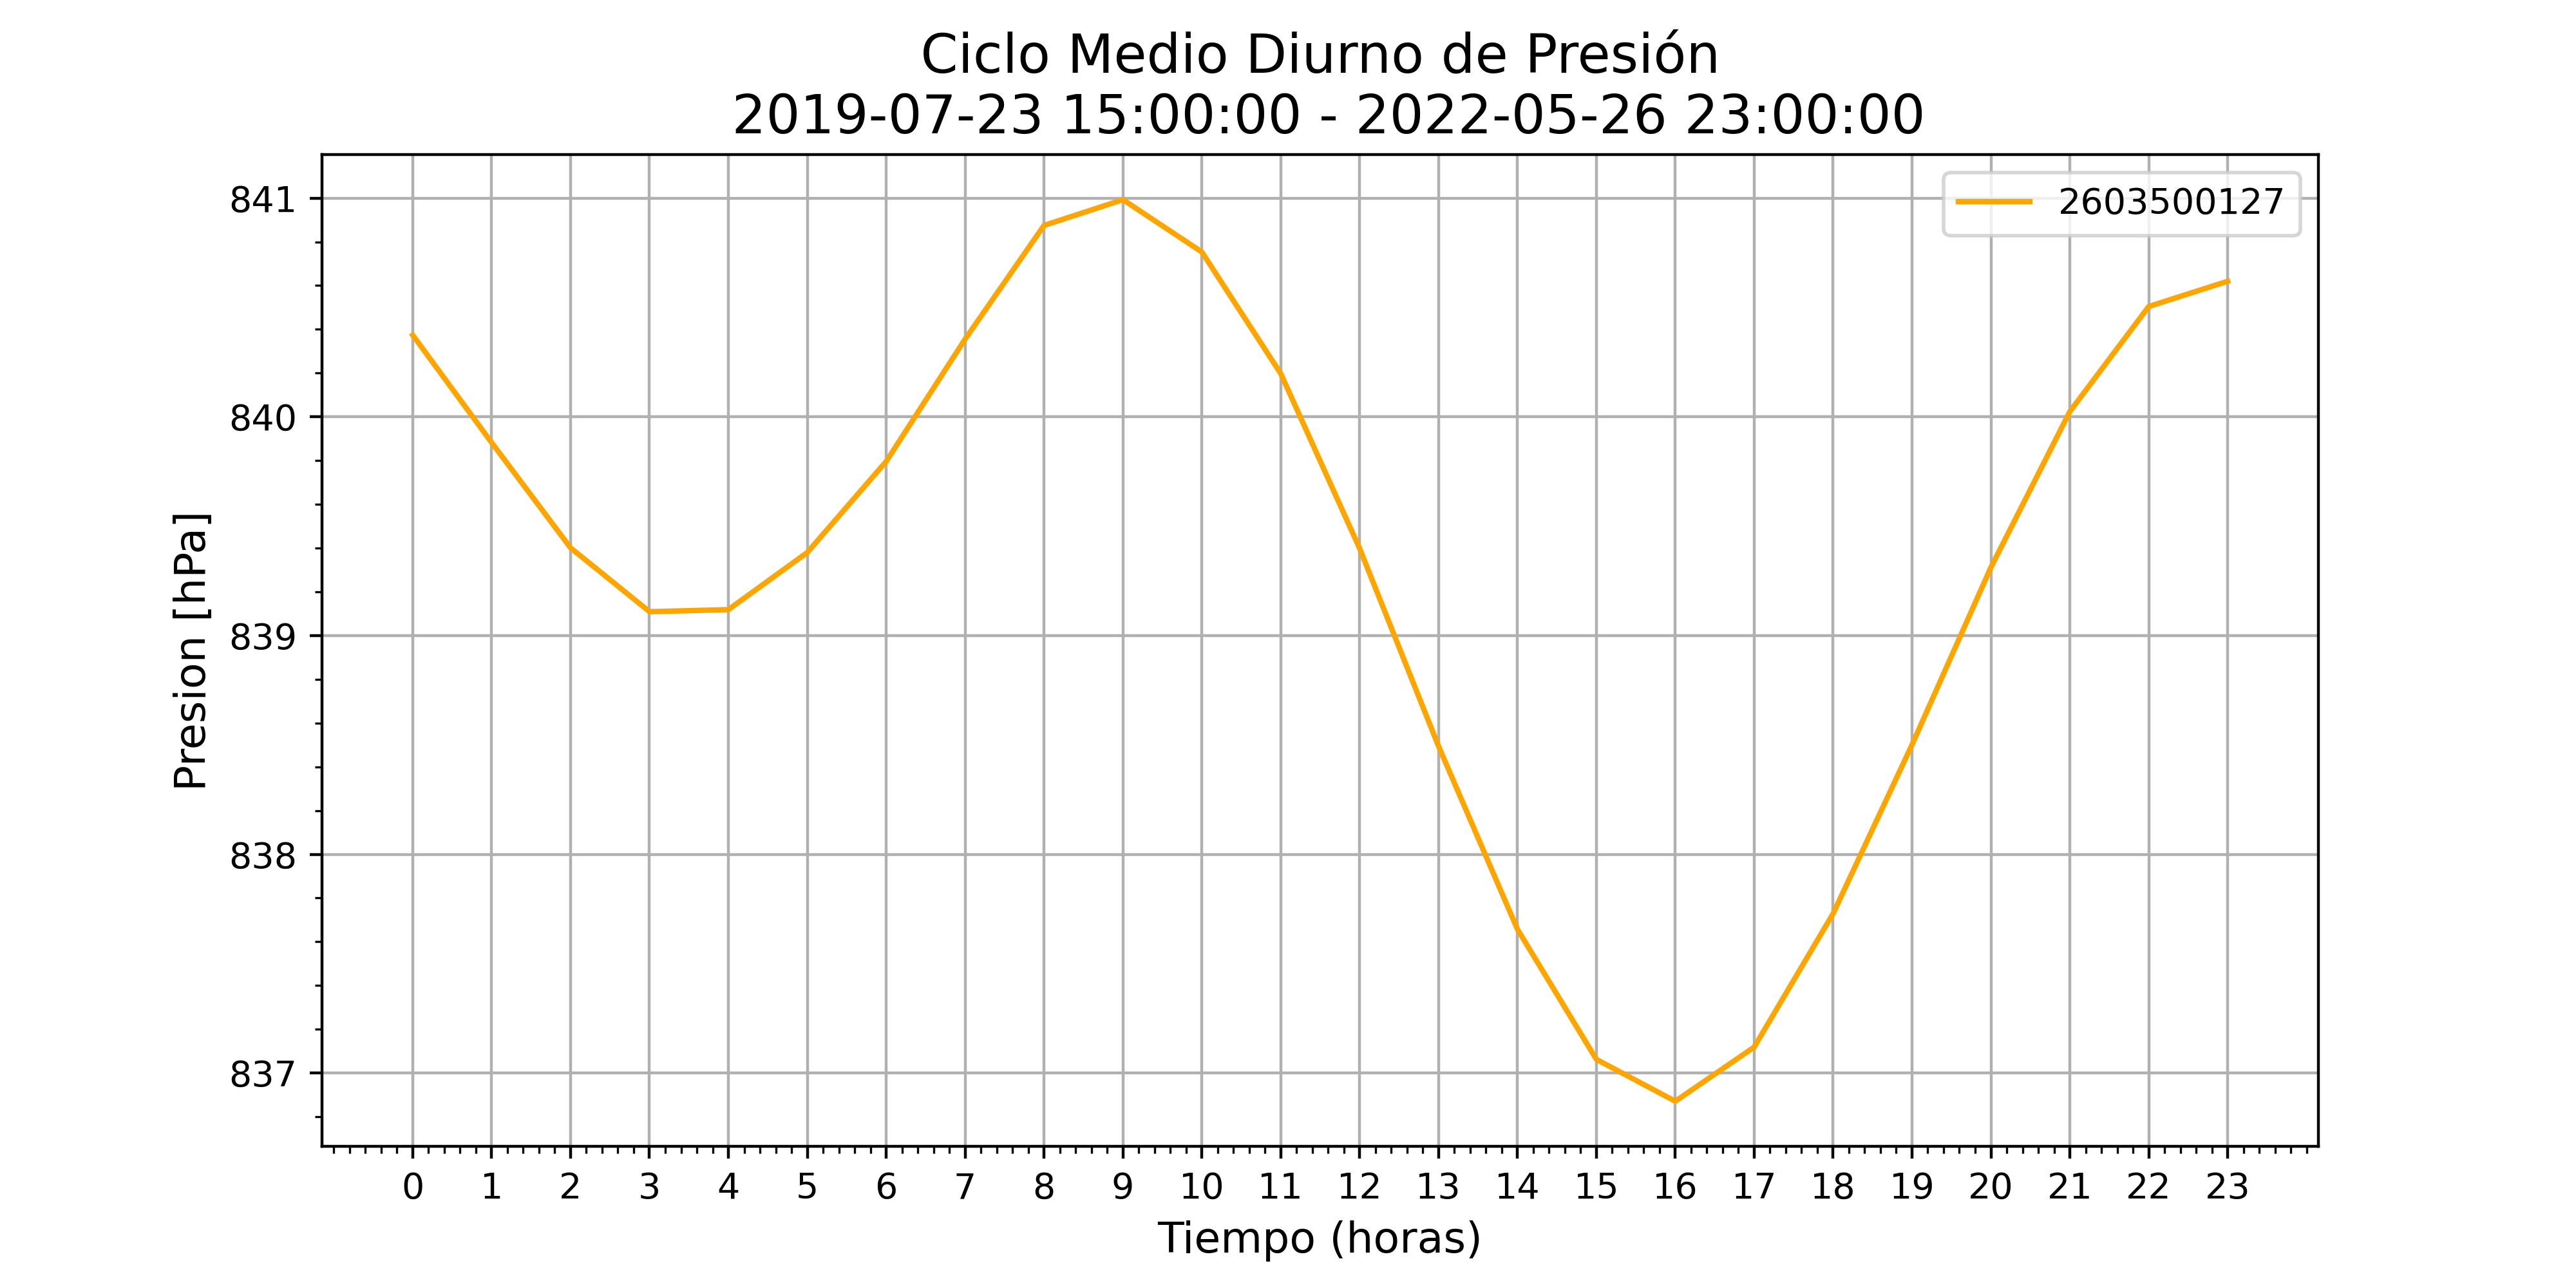 Ciclo Medio Diurno de Presión
2019-07-23 15:00:00 - 2022-05-26 23:00:00
2603500127
841
840
839
838
837
Presion [hPa]
0 1 2 3 4 5 6 7 8 9 10 11 12 13 14 15 16 17 18 19 20 21 22 23
Tiempo (horas)